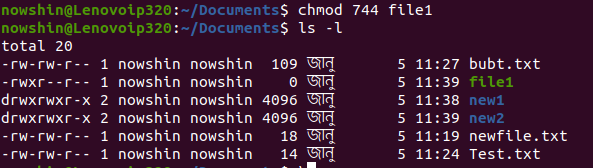 nowshin@Lenovoip320:~/Documents$ chmod 744 file1
nowshin@Lenovoip320:~/Documents$ ls -l
total 20
-rw-rw-r-- 1 nowshin nowshin  109 জানু      5 11:27 bubt.txt
-rwxr--r-- 1 nowshin nowshin    0 জানু      5 11:39 file1
drwxrwxr-x 2 nowshin nowshin 4096 জানু      5 11:38 new1
drwxrwxr-x 2 nowshin nowshin 4096 জানু      5 11:39 new2
-rw-rw-r-- 1 nowshin nowshin   18 জানু      5 11:19 newfile.txt
-rw-rw-r-- 1 nowshin nowshin   14 জানু      5 11:24 Test.txt
nowshin@Lenovoip320:~/Documents$